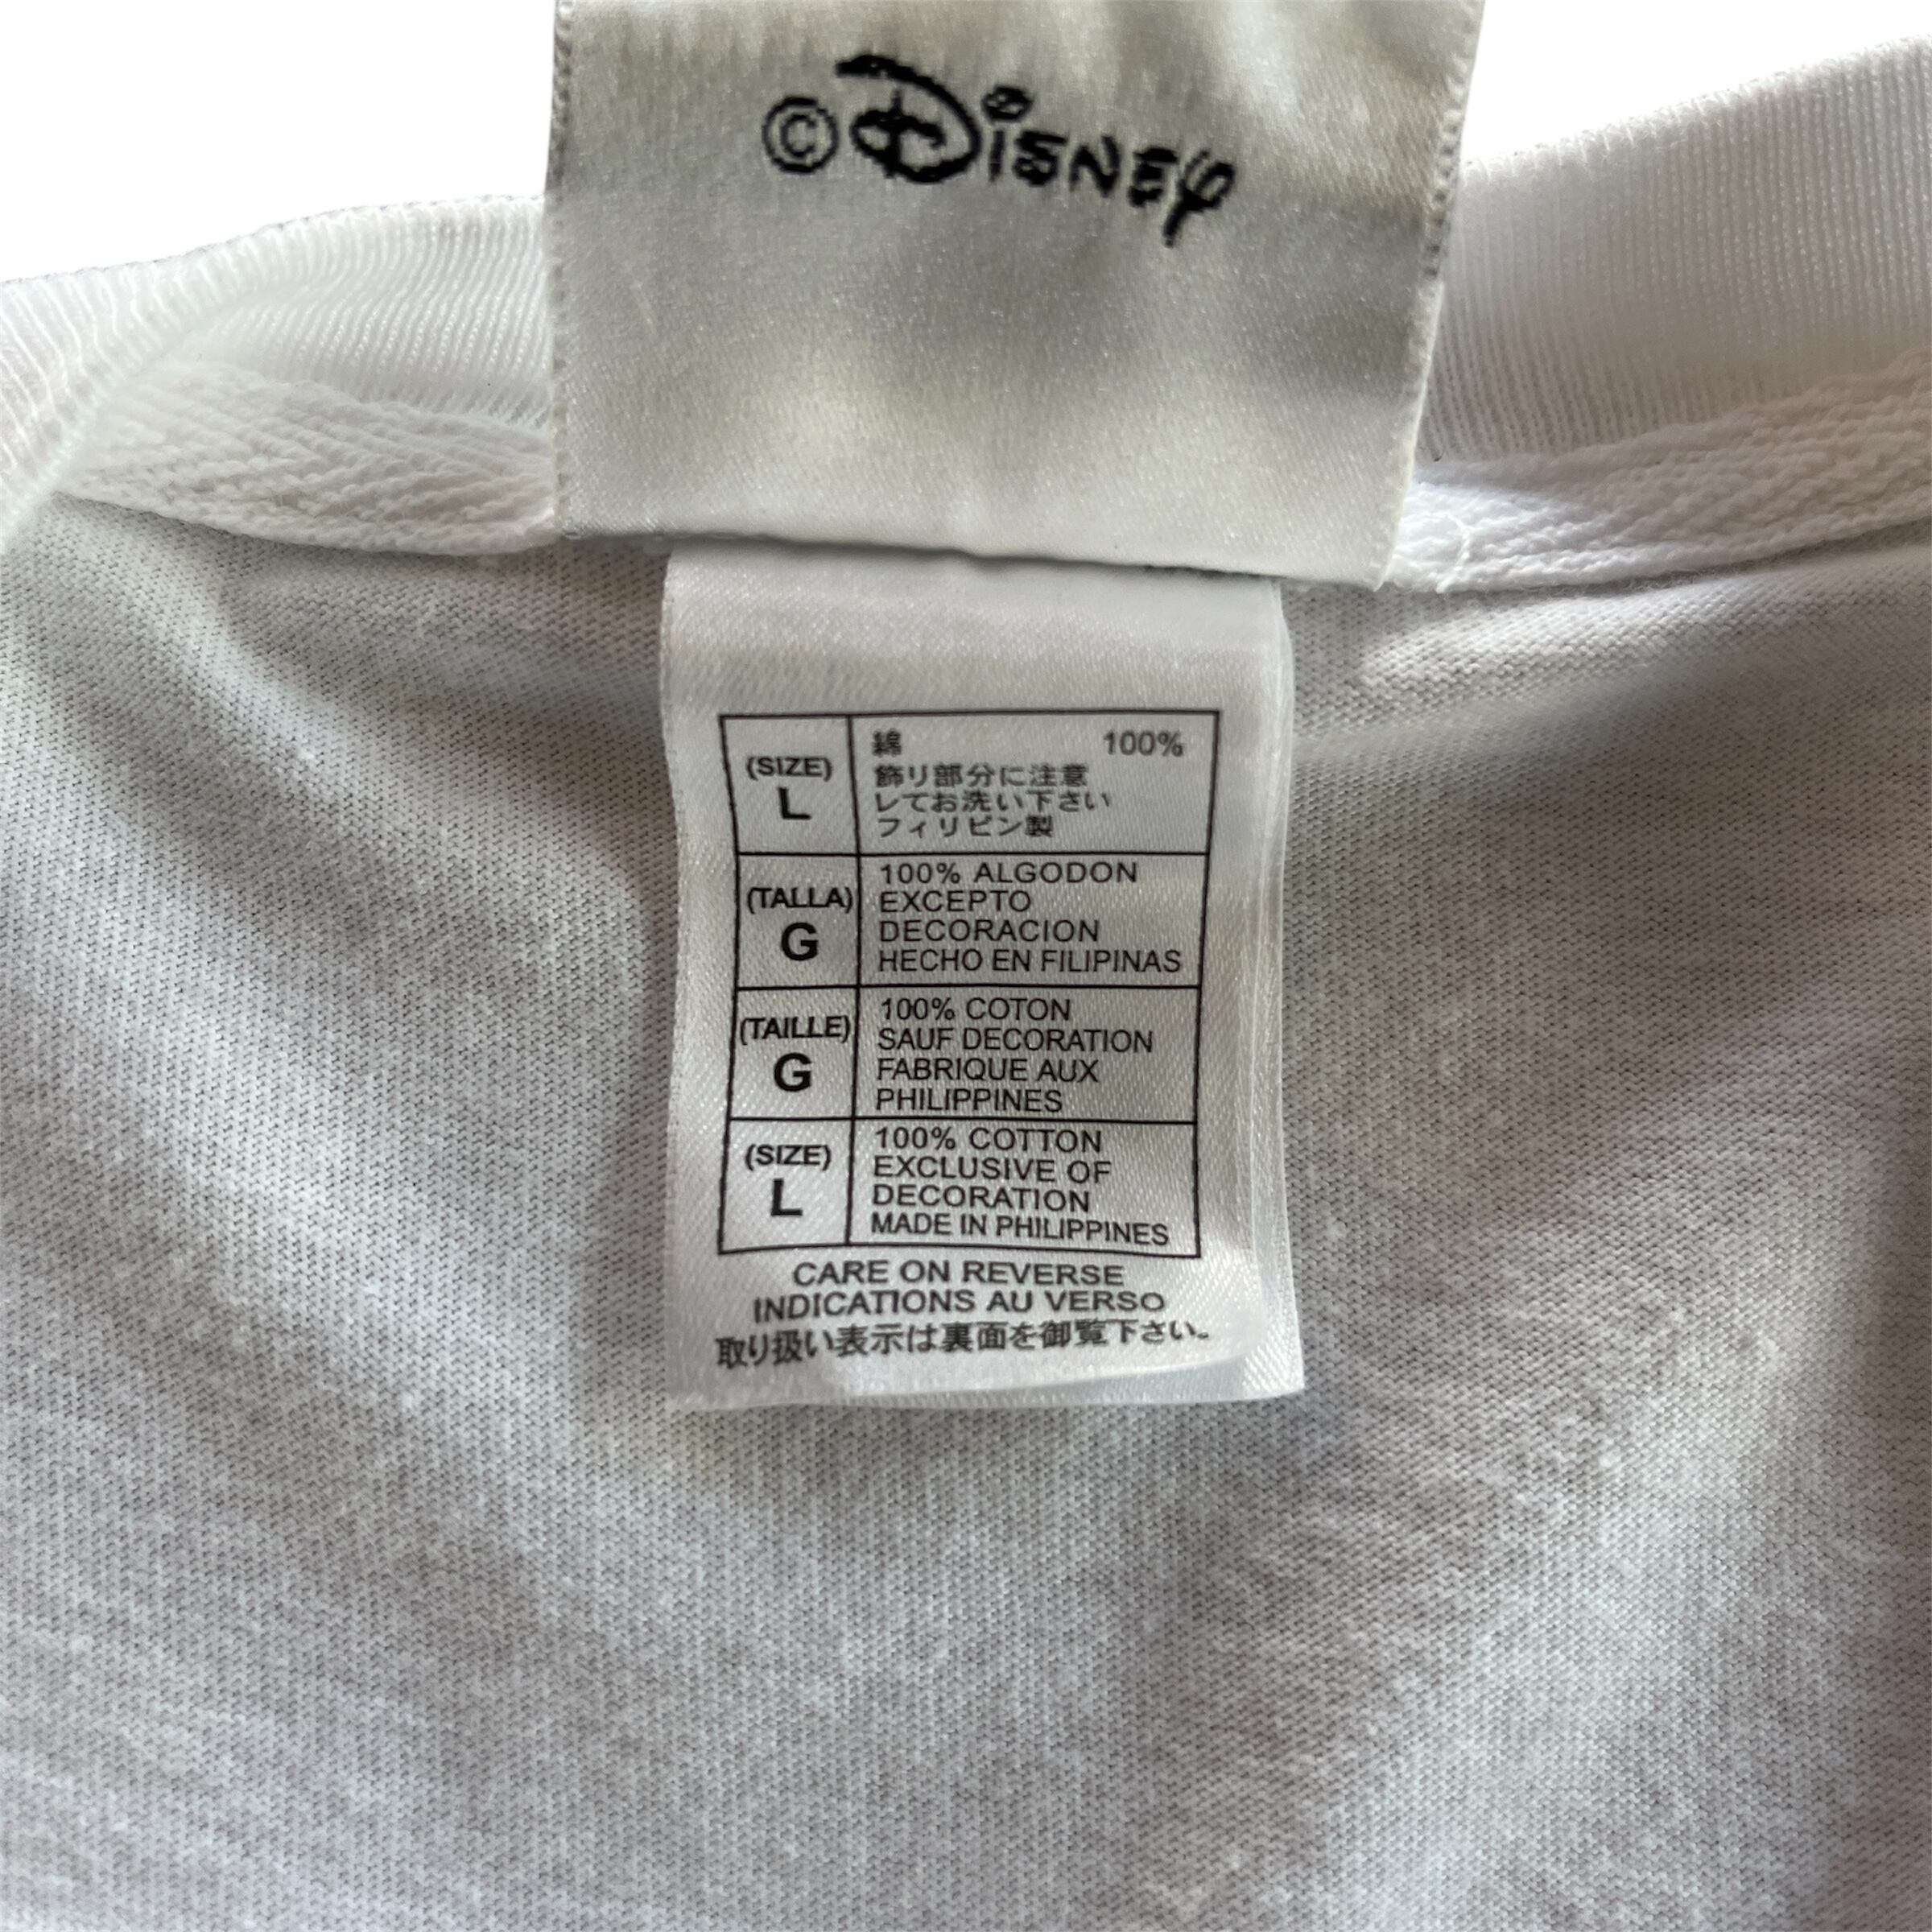 ©Disney
(SIZE)
L
綿 100%
飾リ部分に注意
レてお洗い下さい
フィリピン製
(TALLA)
G
100% ALGODON
EXCEPTO
DECORACION
HECHO EN FILIPINAS
(TAILLE)
G
100% COTON
SAUF DECORATION
FABRIQUE AUX
PHILIPPINES
(SIZE)
L
100% COTTON
EXCLUSIVE OF
DECORATION
MADE IN PHILIPPINES
CARE ON REVERSE
INDICATIONS AU VERSO
取り扱い表示は裏面を御覧下さい。